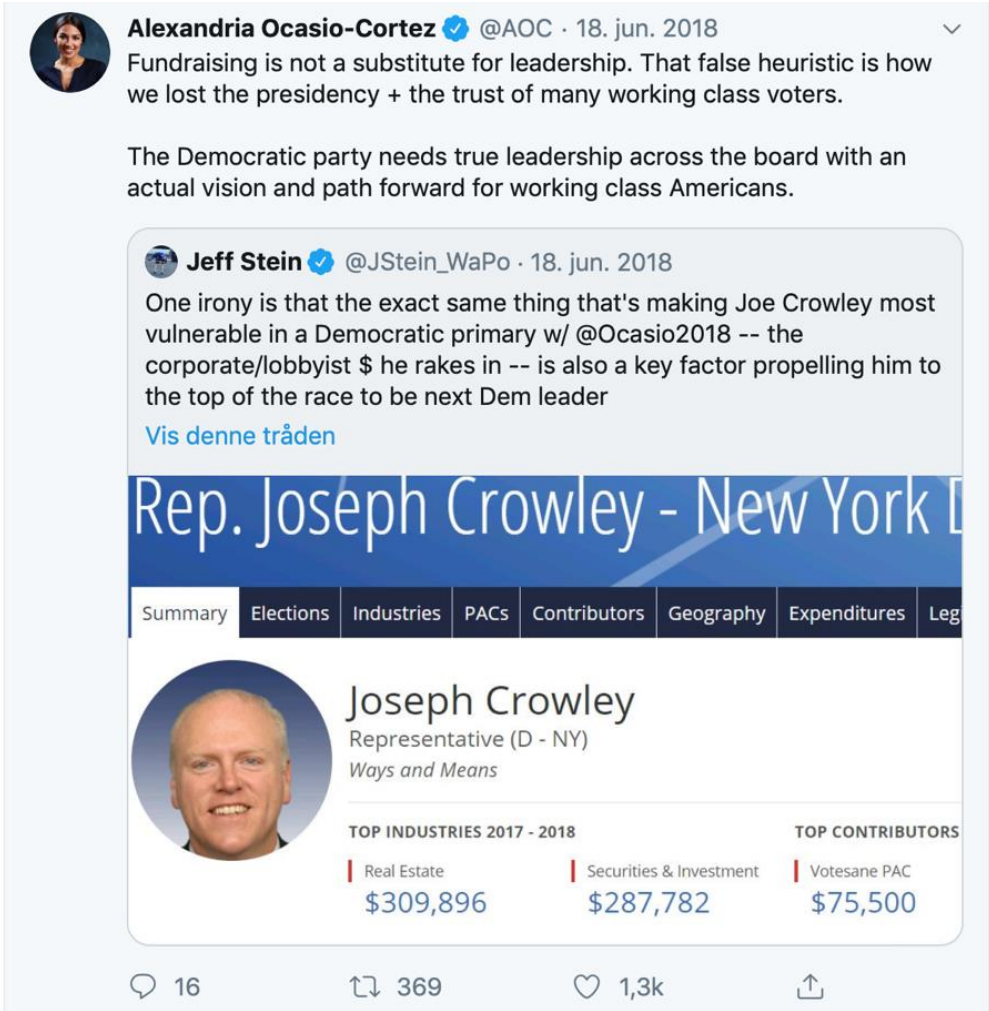 Alexandria Ocasio-Cortez @AOC · 18. jun. 2018
Fundraising is not a substitute for leadership. That false heuristic is how
we lost the presidency + the trust of many working class voters.
The Democratic party needs true leadership across the board with an
actual vision and path forward for working class Americans.
Jeff Stein @JStein_WaPo · 18. jun. 2018
One irony is that the exact same thing that's making Joe Crowley most
vulnerable in a Democratic primary w/ @Ocasio2018 -- the
corporate/lobbyist $ he rakes in -- is also a key factor propelling him to
the top of the race to be next Dem leader
Vis denne tråden
Rep. Joseph Crowley - New York D
Summary Elections Industries PACs Contributors Geography Expenditures Leg
Joseph Crowley
Representative (D - NY)
Ways and Means
TOP INDUSTRIES 2017 - 2018 TOP CONTRIBUTORS
Real Estate Securities & Investment Votesane PAC
$309,896 $287,782 $75,500
16 369 1,3k